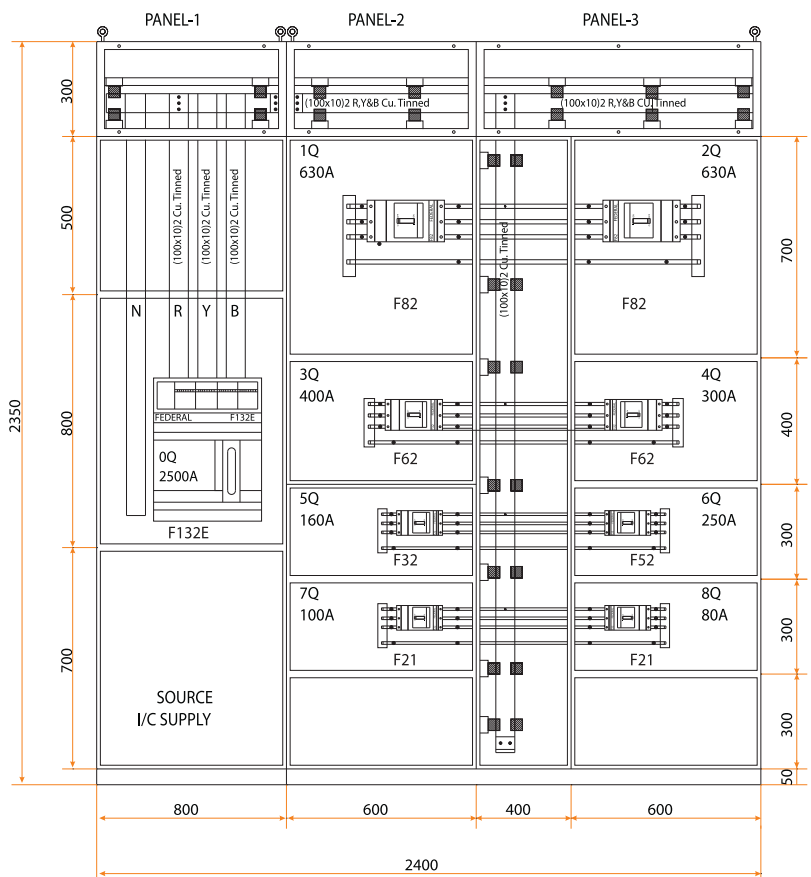 PANEL-1
PANEL-2
PANEL-3
2350
300
500
800
700
(100x10)2 R,Y&B Cu. Tinned
(100x10)2 R,Y&B CU. Tinned
(100x10)2 Cu. Tinned
(100x10)2 Cu. Tinned
(100x10)2 Cu. Tinned
N R Y B
FEDERAL F132E
0Q
2500A
F132E
SOURCE
I/C SUPPLY
1Q
630A
FEDERAL
F82
3Q
400A
F62
5Q
160A
F32
7Q
100A
F21
(100x10)2 Cu. Tinned
2Q
630A
FEDERAL
F82
4Q
300A
F62
6Q
250A
F52
8Q
80A
F21
700
400
300
300
300
50
800
600
400
600
2400